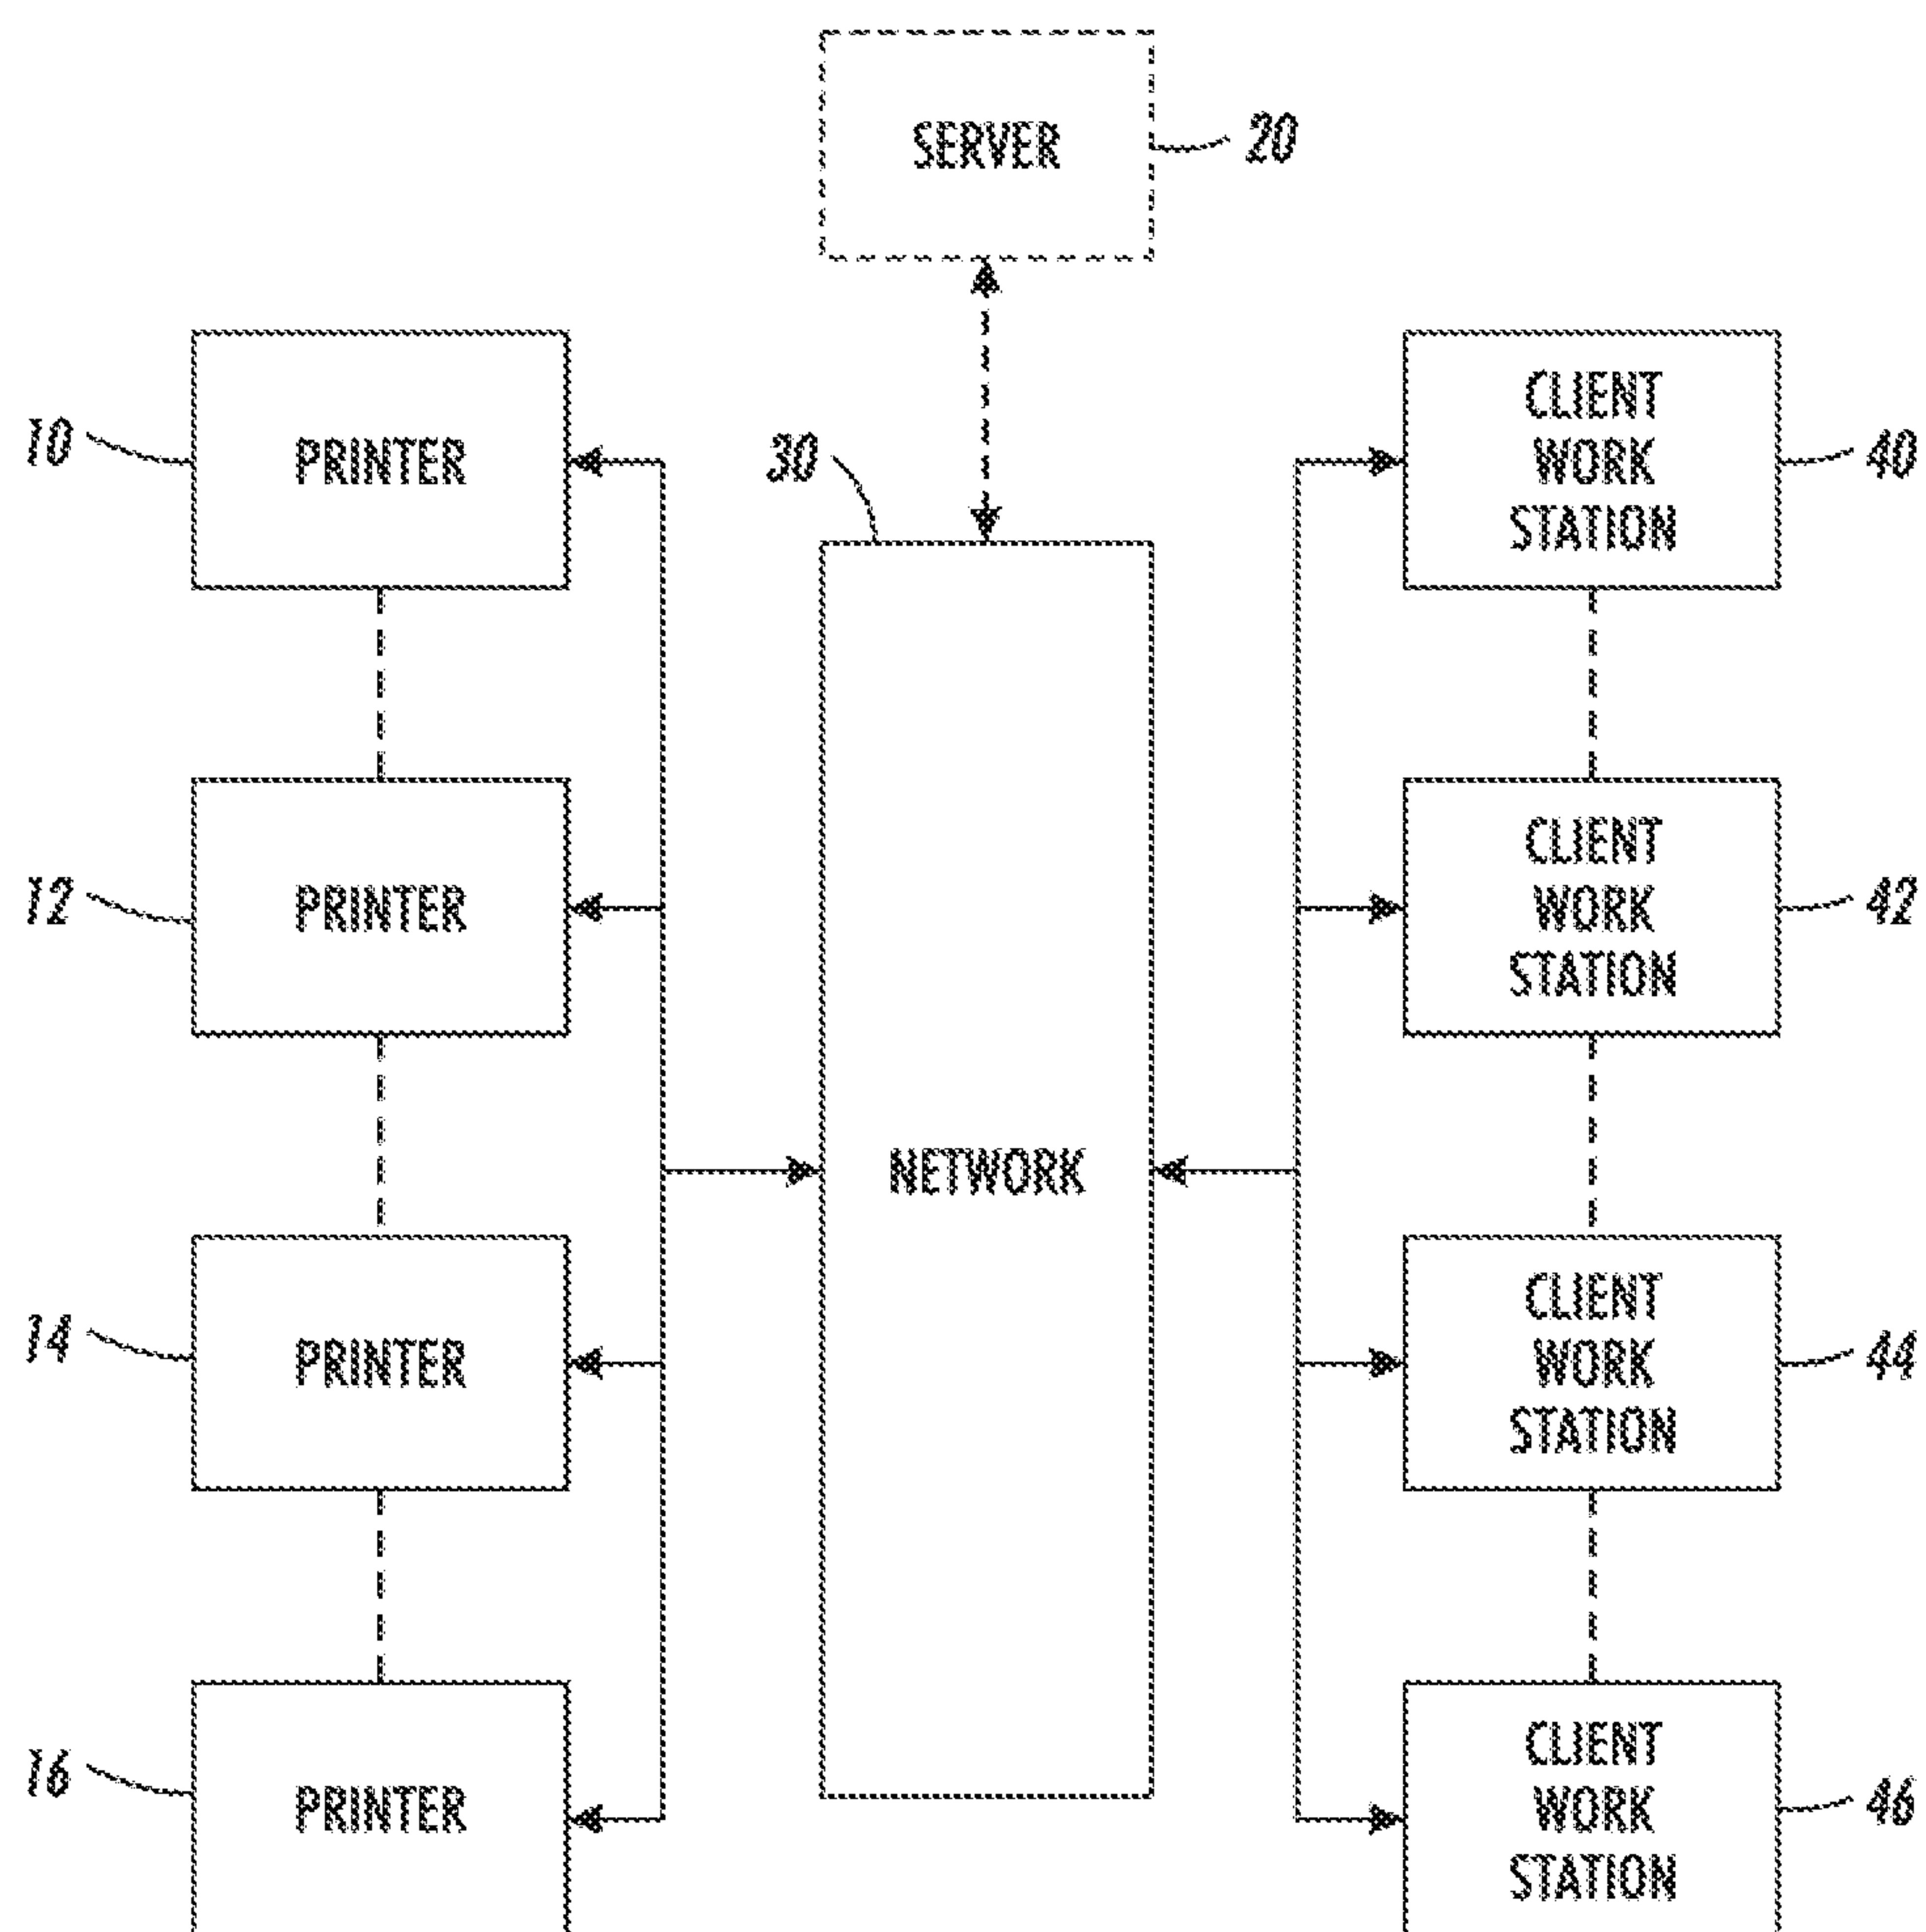 SERVER
20
10
PRINTER
30
CLIENT
WORK
STATION
40
12
PRINTER
CLIENT
WORK
STATION
42
NETWORK
14
PRINTER
CLIENT
WORK
STATION
44
16
PRINTER
CLIENT
WORK
STATION
46